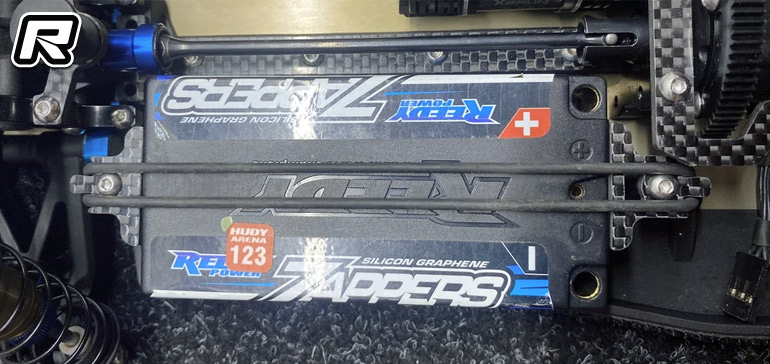 R
ZAPPERS
SILICON GRAPHENE
REEDY
POWER
+
REEDY
HUDY
ARENA
123
REEDY
POWER
SILICON GRAPHENE
ZAPPERS